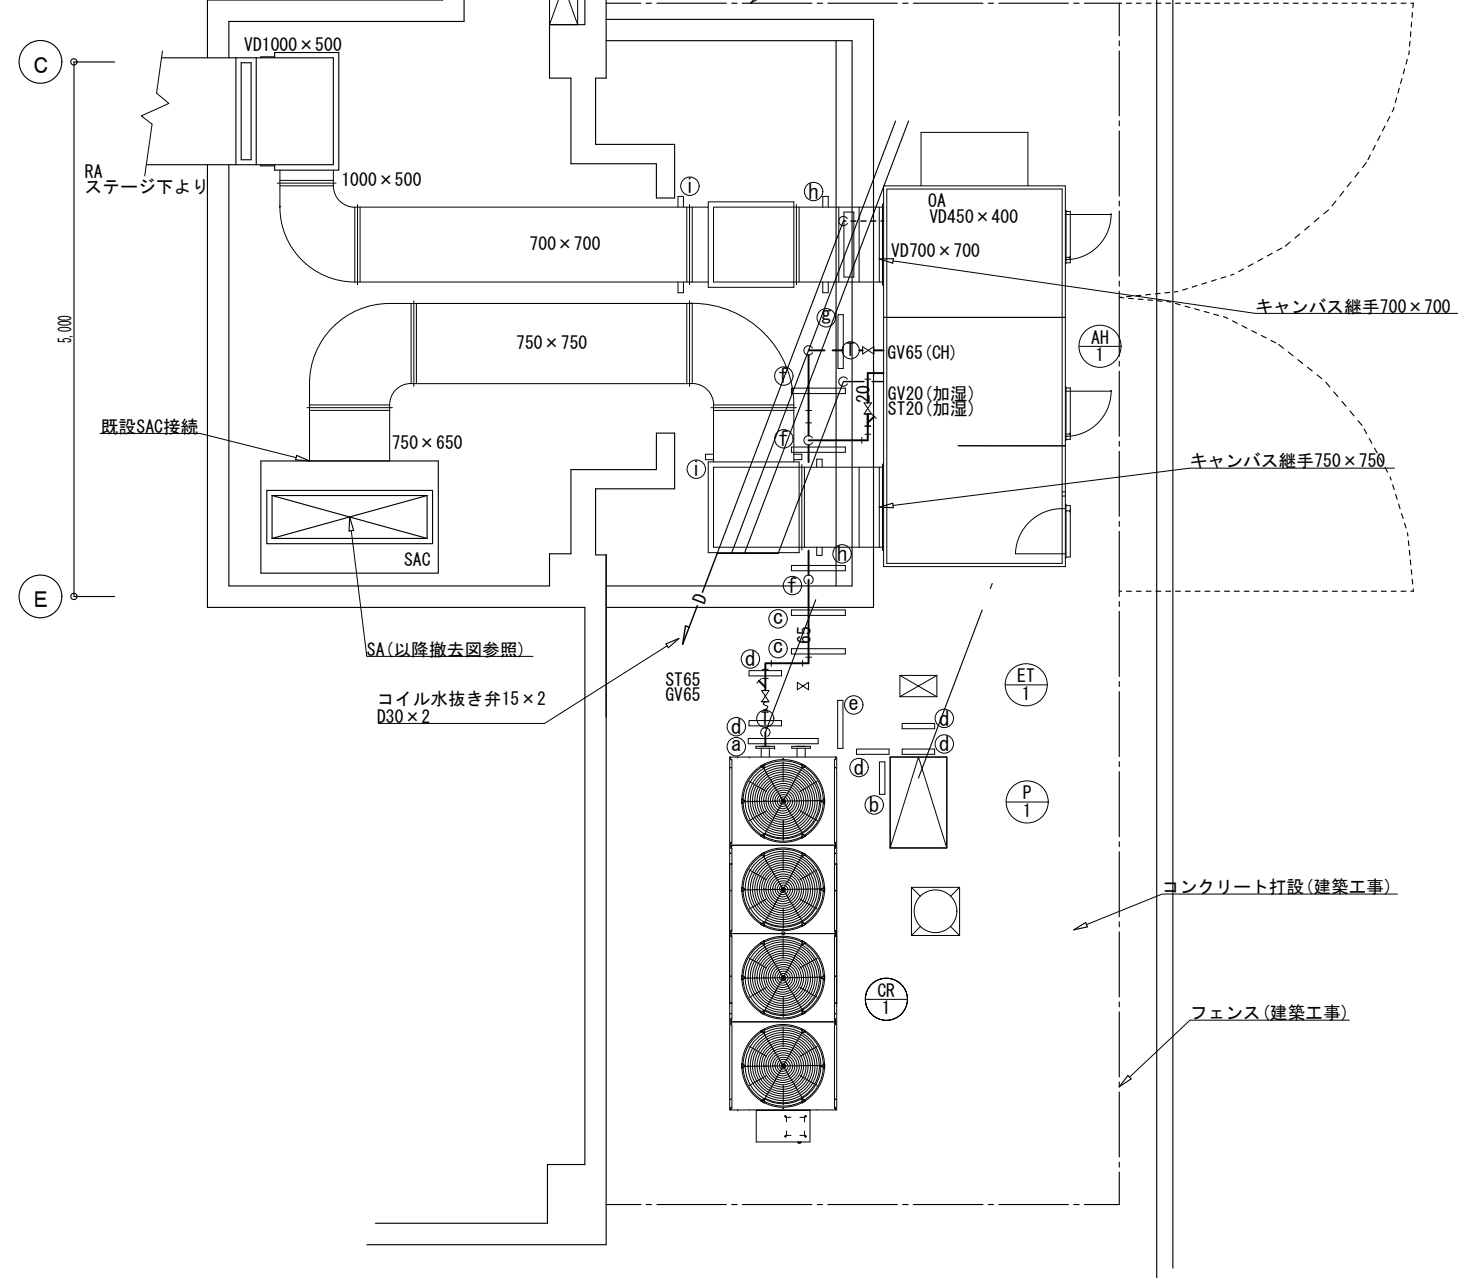 VD1000×500
C
RA
ステージ下より
1000×500
i
h
OA
VD450×400
700×700
VD700×700
キャンバス継手700×700
5,000
g
750×750
T
GV65(CH)
AH
1
f
20
GV20(加湿)
ST20(加湿)
既設SAC接続
750×650
f
i
キャンバス継手750×750
SAC
h
f
E
D
c
65
SA(以降撤去図参照)
c
d
ST65
GV65
ET
1
コイル水抜き弁15×2
D30×2
e
d
d
a
d
d
b
P
1
コンクリート打設(建築工事)
CR
1
フェンス(建築工事)